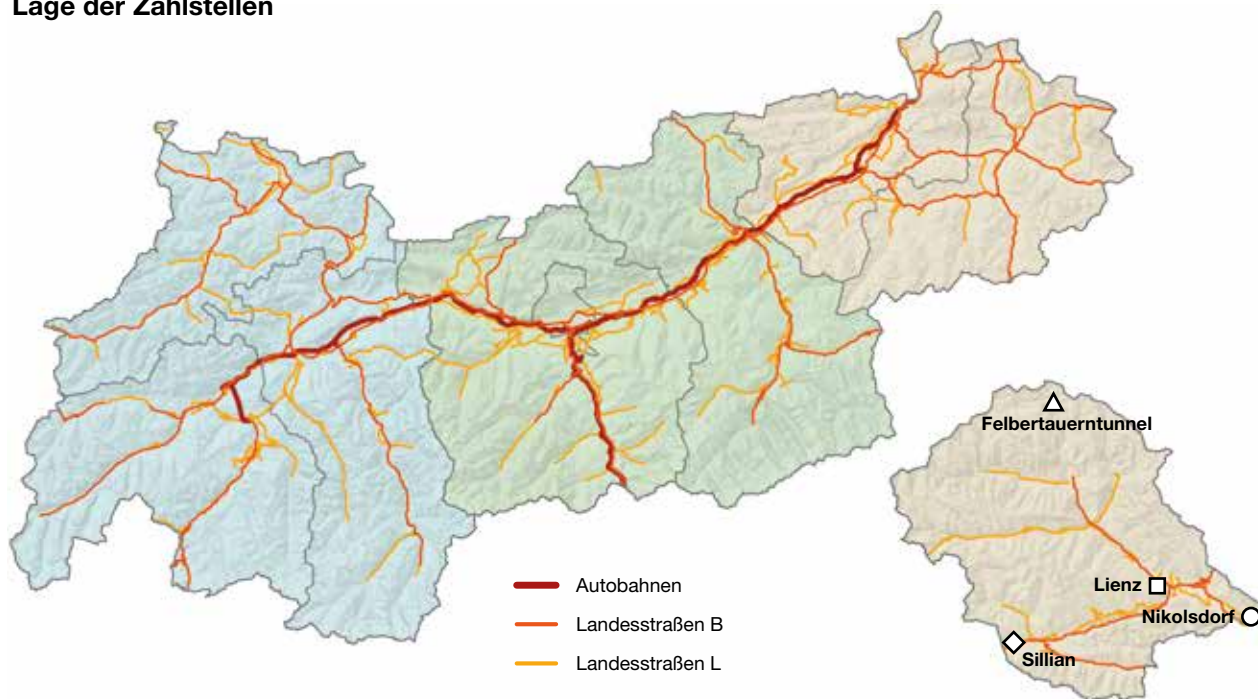 Lage der Zählstellen
Felbertauerntunnel
Lienz
Nikolsdorf
Sillian
Autobahnen
Landesstraßen B
Landesstraßen L